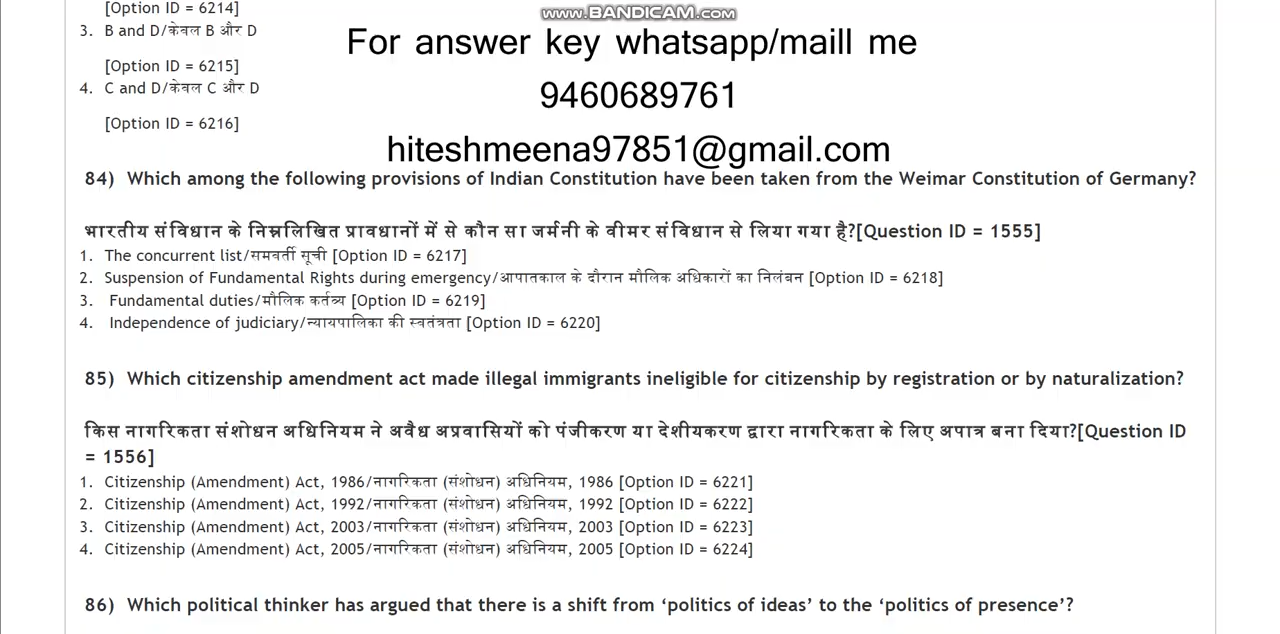 [Option ID = 6214]
www.BANDICAM.com
3. B and D/केवल B और D
For answer key whatsapp/maill me
[Option ID = 6215]
4. C and D/केवल C और D
9460689761
[Option ID = 6216]
hiteshmeena97851@gmail.com
84) Which among the following provisions of Indian Constitution have been taken from the Weimar Constitution of Germany?
भारतीय संविधान के निम्नलिखित प्रावधानों में से कौन सा जर्मनी के वीमर संविधान से लिया गया है?[Question ID = 1555]
1. The concurrent list/समवर्ती सूची [Option ID = 6217]
2. Suspension of Fundamental Rights during emergency/आपातकाल के दौरान मौलिक अधिकारों का निलंबन [Option ID = 6218]
3. Fundamental duties/मौलिक कर्तव्य [Option ID = 6219]
4. Independence of judiciary/न्यायपालिका की स्वतंत्रता [Option ID = 6220]
85) Which citizenship amendment act made illegal immigrants ineligible for citizenship by registration or by naturalization?
किस नागरिकता संशोधन अधिनियम ने अवैध अप्रवासियों को पंजीकरण या देशीयकरण द्वारा नागरिकता के लिए अपात्र बना दिया?[Question ID
= 1556]
1. Citizenship (Amendment) Act, 1986/नागरिकता (संशोधन) अधिनियम, 1986 [Option ID = 6221]
2. Citizenship (Amendment) Act, 1992/नागरिकता (संशोधन) अधिनियम, 1992 [Option ID = 6222]
3. Citizenship (Amendment) Act, 2003/नागरिकता (संशोधन) अधिनियम, 2003 [Option ID = 6223]
4. Citizenship (Amendment) Act, 2005/नागरिकता (संशोधन) अधिनियम, 2005 [Option ID = 6224]
86) Which political thinker has argued that there is a shift from ‘politics of ideas’ to the ‘politics of presence’?